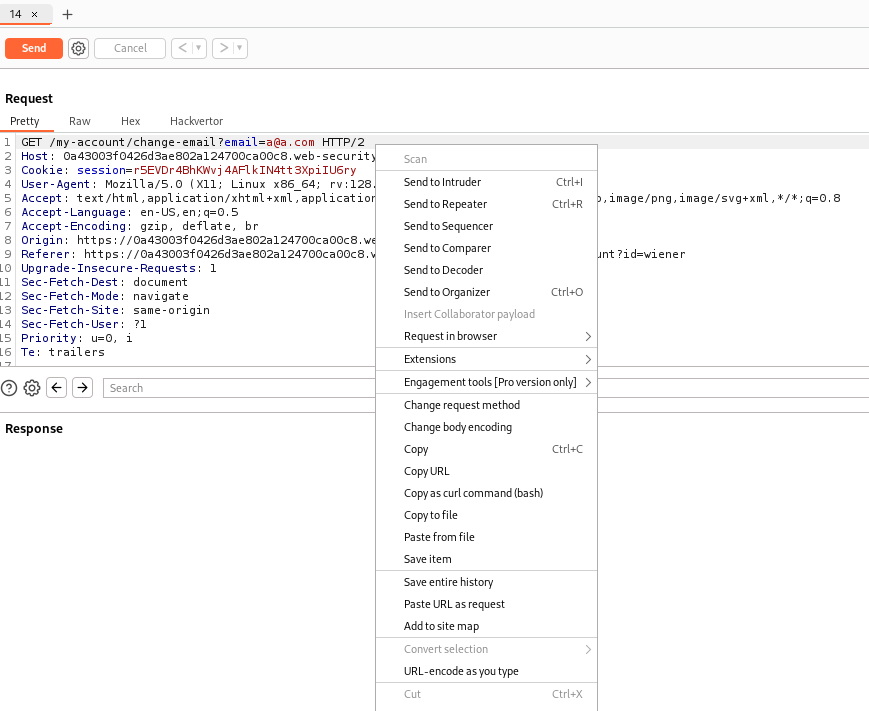 14 ×
Send
Cancel
Request
Pretty Raw Hex Hackvertor
1 GET /my-account/change-email?email=a@a.com HTTP/2
2 Host: 0a43003f0426d3ae802a124700ca00c8.web-security
3 Cookie: session=r5EVDr4BhKWvj4AFlkIN4tt3XpiIU6ry
4 User-Agent: Mozilla/5.0 (X11; Linux x86_64; rv:128.
5 Accept: text/html,application/xhtml+xml,application ,image/png,image/svg+xml,*/*;q=0.8
6 Accept-Language: en-US,en;q=0.5
7 Accept-Encoding: gzip, deflate, br
8 Origin: https://0a43003f0426d3ae802a124700ca00c8.we
9 Referer: https://0a43003f0426d3ae802a124700ca00c8. unt?id=wiener
10 Upgrade-Insecure-Requests: 1
11 Sec-Fetch-Dest: document
12 Sec-Fetch-Mode: navigate
13 Sec-Fetch-Site: same-origin
14 Sec-Fetch-User: ?1
15 Priority: u=0, i
16 Te: trailers
17
Search
Response
Scan
Send to Intruder Ctrl+I
Send to Repeater Ctrl+R
Send to Sequencer
Send to Comparer
Send to Decoder
Send to Organizer Ctrl+O
Insert Collaborator payload
Request in browser
Extensions
Engagement tools [Pro version only]
Change request method
Change body encoding
Copy Ctrl+C
Copy URL
Copy as curl command (bash)
Copy to file
Paste from file
Save item
Save entire history
Paste URL as request
Add to site map
Convert selection
URL-encode as you type
Cut Ctrl+X